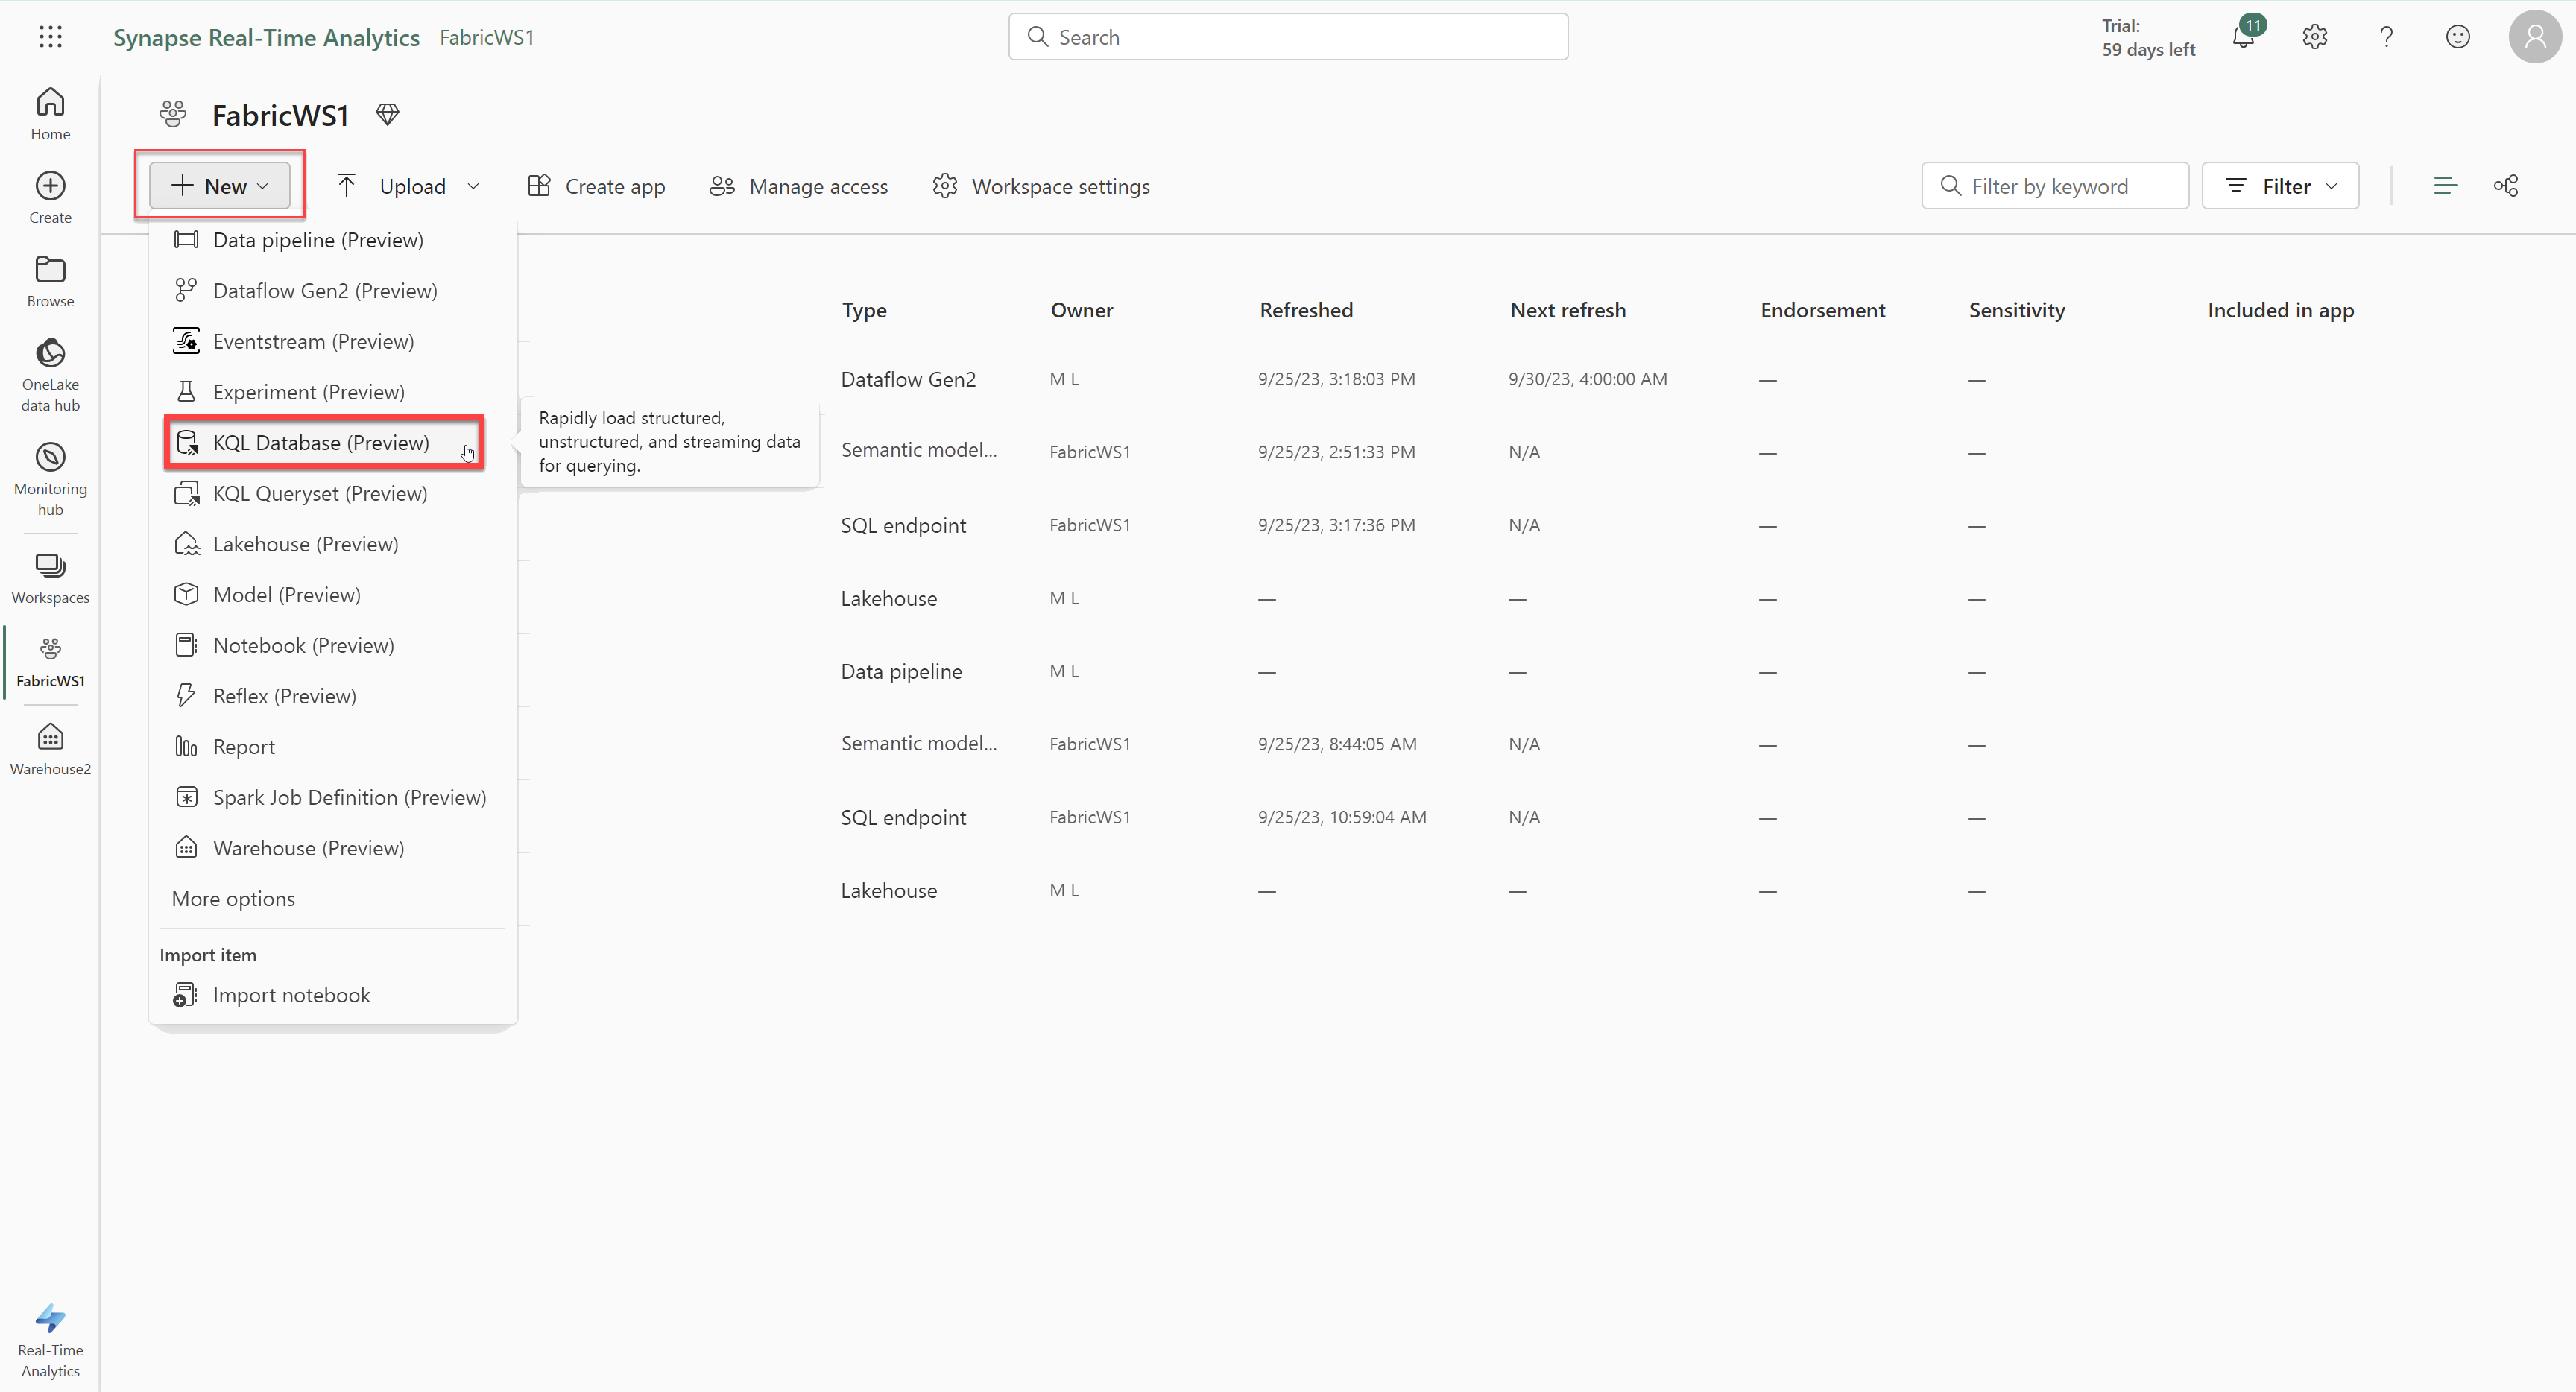 Synapse Real-Time Analytics FabricWS1
Search
Trial:
59 days left
11
Home
Create
Browse
OneLake
data hub
Monitoring
hub
Workspaces
FabricWS1
Warehouse2
Real-Time
Analytics
FabricWS1
New
Upload
Create app
Manage access
Workspace settings
Filter by keyword
Filter
Data pipeline (Preview)
Dataflow Gen2 (Preview)
Eventstream (Preview)
Experiment (Preview)
KQL Database (Preview)
KQL Queryset (Preview)
Lakehouse (Preview)
Model (Preview)
Notebook (Preview)
Reflex (Preview)
Report
Spark Job Definition (Preview)
Warehouse (Preview)
More options
Import item
Import notebook
Rapidly load structured,
unstructured, and streaming data
for querying.
Type Owner Refreshed Next refresh Endorsement Sensitivity Included in app
Dataflow Gen2 M L 9/25/23, 3:18:03 PM 9/30/23, 4:00:00 AM — —
Semantic model... FabricWS1 9/25/23, 2:51:33 PM N/A — —
SQL endpoint FabricWS1 9/25/23, 3:17:36 PM N/A — —
Lakehouse M L — — — —
Data pipeline M L — — — —
Semantic model... FabricWS1 9/25/23, 8:44:05 AM N/A — —
SQL endpoint FabricWS1 9/25/23, 10:59:04 AM N/A — —
Lakehouse M L — — — —